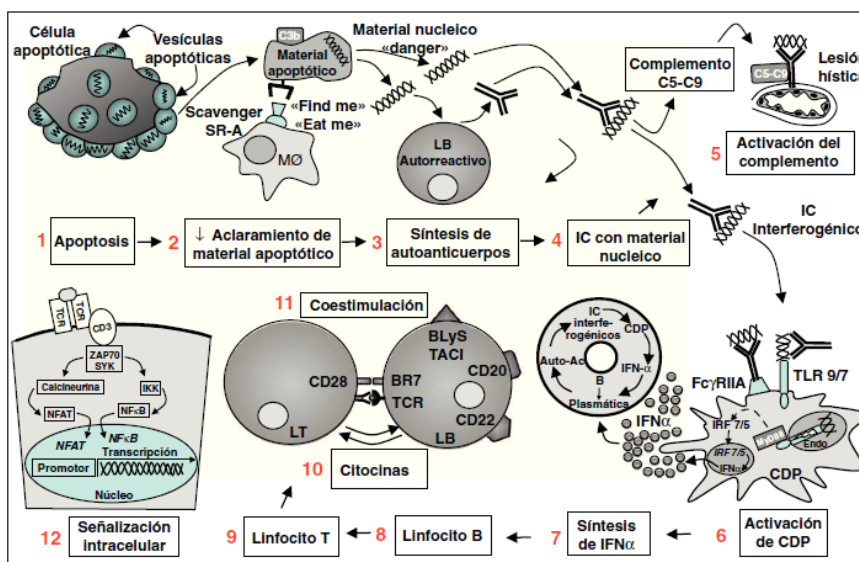 Célula
apoptótica
Vesículas
apoptóticas
C3b
Material
apoptótico
Material nucleico
«danger»
Scavenger
SR-A
«Find me»
«Eat me»
MØ
LB
Autorreactivo
Complemento
C5-C9
C5-C9
Lesión
hística
5 Activación del
complemento
IC
Interferogénico
1 Apoptosis
2 ↓ Aclaramiento de
material apoptótico
3 Síntesis de
autoanticuerpos
4 IC con material
nucleico
TCR
TCR
CD3
ZAP70
SYK
Calcineurina
IKK
NFAT
NFκB
NFAT
NFκB
Transcripción
Promotor
Núcleo
12 Señalización
intracelular
11 Coestimulación
CD28
LT
BLyS
TACI
BR7
TCR
CD20
CD22
LB
10 Citocinas
9 Linfocito T
8 Linfocito B
7 Síntesis
de IFNα
6 Activación
de CDP
IC
interfe-
rogénicos
CDP
IFN-α
B
Plasmática
Auto-Ac
IFNα
FcγRIIA
TLR 9/7
IRF 7/5
MyD88
Endo
IRF 7/5
IFNα
CDP